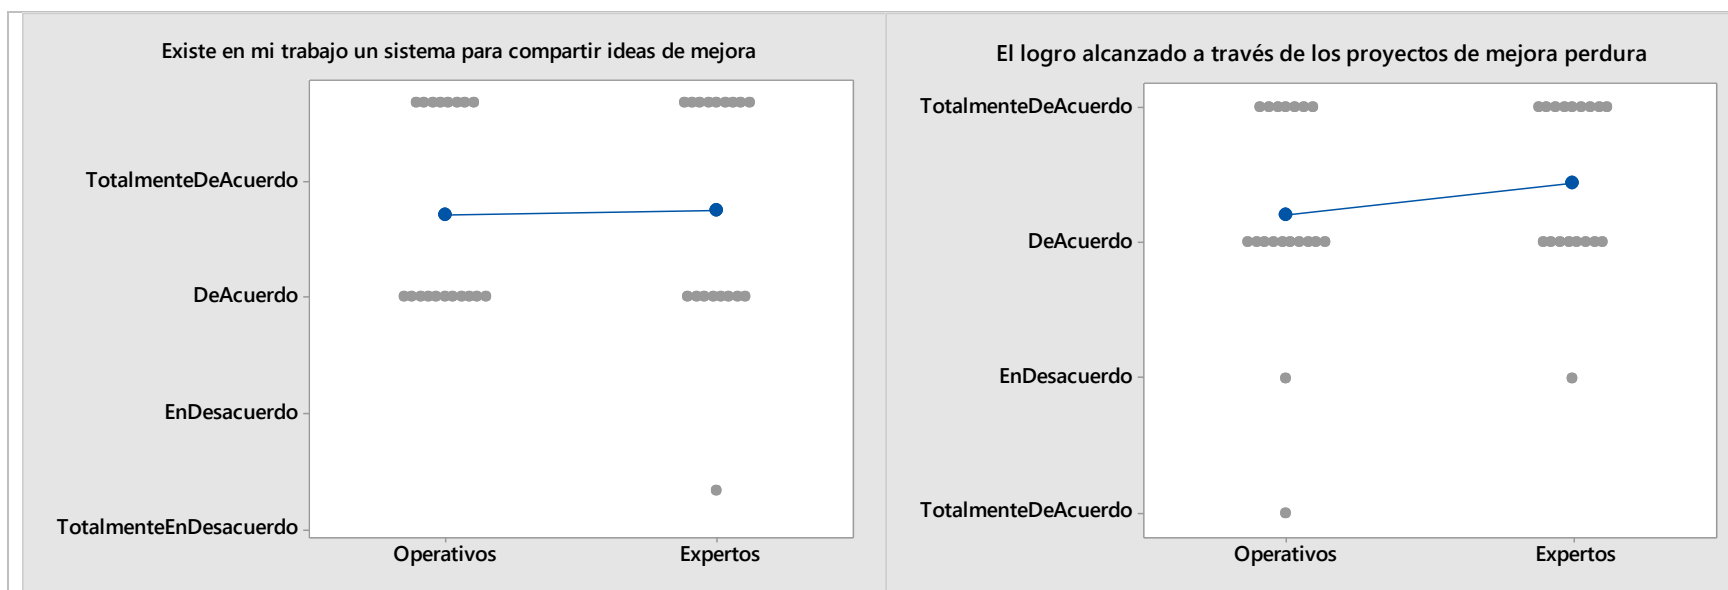 Existe en mi trabajo un sistema para compartir ideas de mejora
TotalmenteDeAcuerdo
DeAcuerdo
EnDesacuerdo
TotalmenteEnDesacuerdo
Operativos
Expertos
El logro alcanzado a través de los proyectos de mejora perdura
TotalmenteDeAcuerdo
DeAcuerdo
EnDesacuerdo
TotalmenteDeAcuerdo
Operativos
Expertos